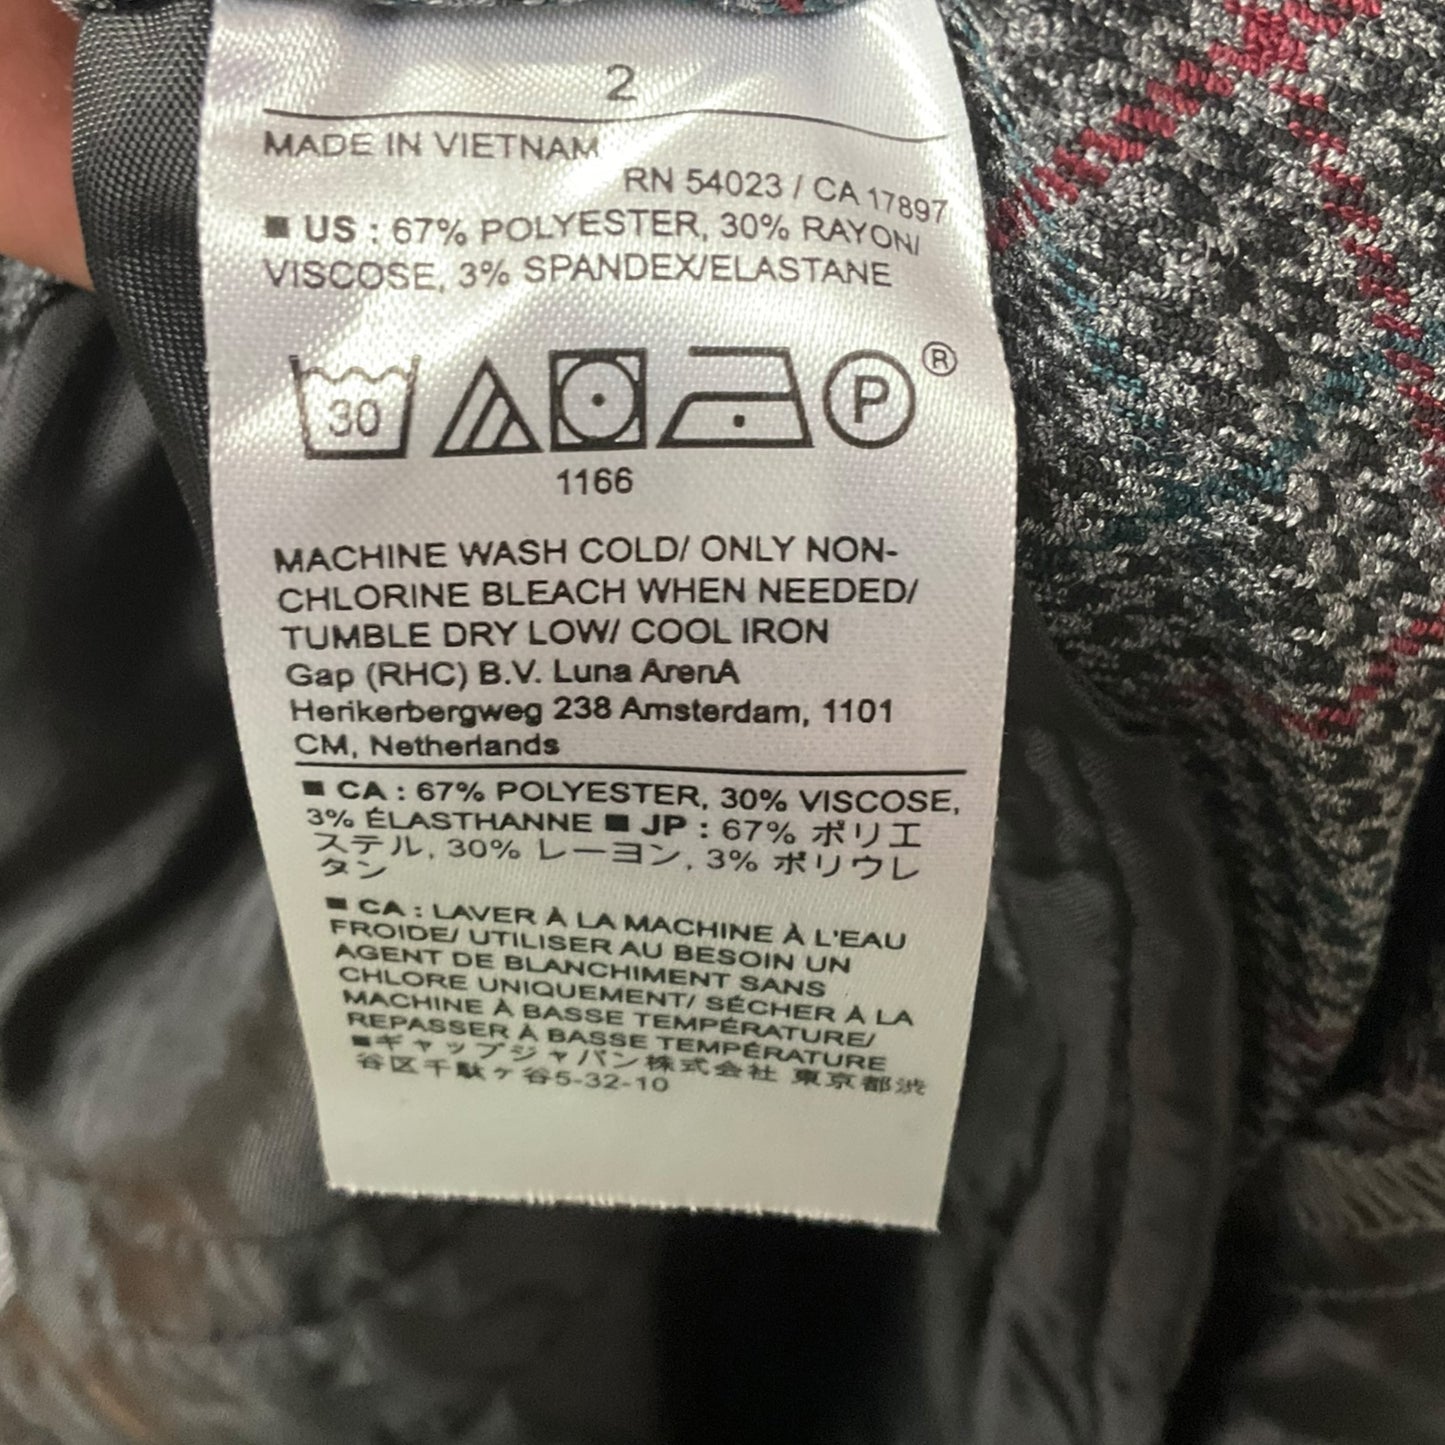 2
MADE IN VIETNAM
RN 54023 / CA 17897
■ US : 67% POLYESTER, 30% RAYON/
VISCOSE, 3% SPANDEX/ELASTANE
30
P
®
1166
MACHINE WASH COLD/ ONLY NON-
CHLORINE BLEACH WHEN NEEDED/
TUMBLE DRY LOW/ COOL IRON
Gap (RHC) B.V. Luna ArenA
Herikerbergweg 238 Amsterdam, 1101
CM, Netherlands
■ CA : 67% POLYESTER, 30% VISCOSE,
3% ÉLASTHANNE ■ JP : 67% ポリエ
ステル, 30% レーヨン, 3% ポリウレ
タン
■ CA : LAVER À LA MACHINE À L'EAU
FROIDE/ UTILISER AU BESOIN UN
AGENT DE BLANCHIMENT SANS
CHLORE UNIQUEMENT/ SÉCHER À LA
MACHINE À BASSE TEMPÉRATURE/
REPASSER À BASSE TEMPÉRATURE
■ギャップジャパン株式会社 東京都渋
谷区千駄ヶ谷5-32-10